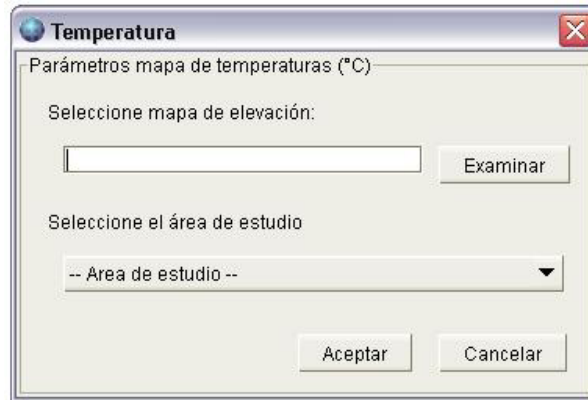 Temperatura
Parámetros mapa de temperaturas (°C)
Seleccione mapa de elevación:
Examinar
Seleccione el área de estudio
-- Area de estudio --
Aceptar Cancelar